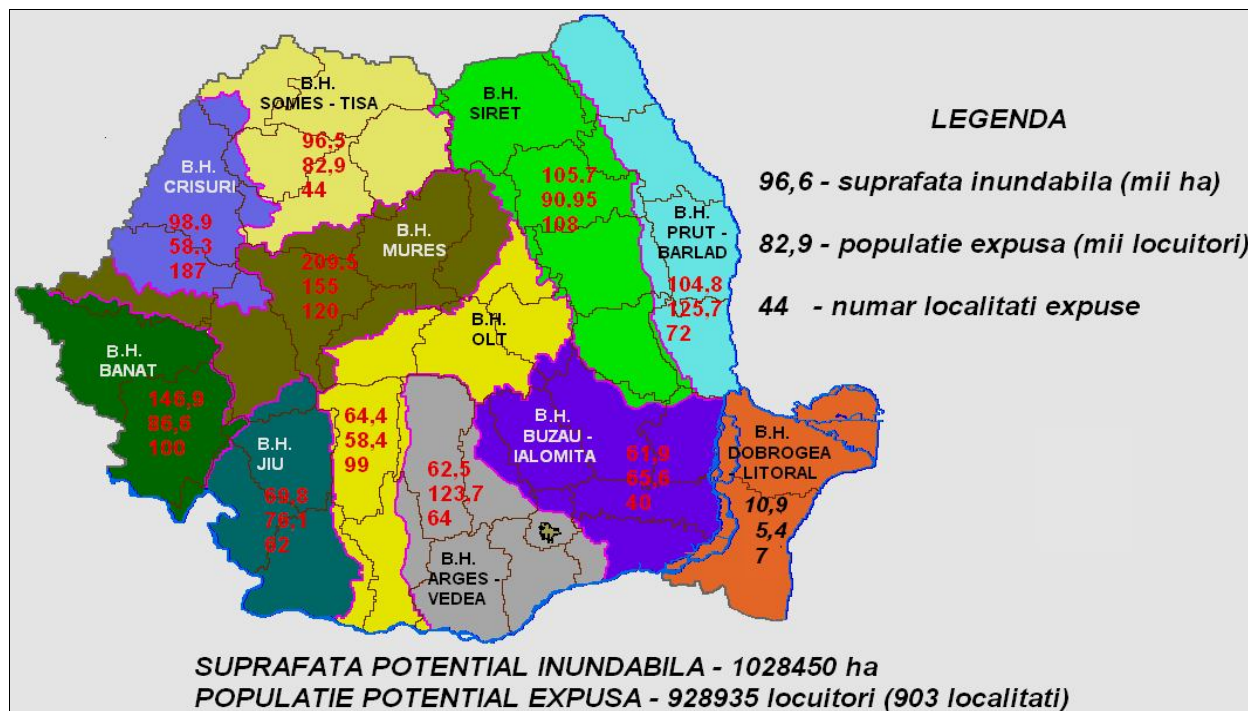 B.H.
SOMES - TISA
96,5
82,9
44
B.H.
SIRET
105.7
90.95
108
LEGENDA
96,6 - suprafata inundabila (mii ha)
82,9 - populatie expusa (mii locuitori)
44 - numar localitati expuse
B.H.
CRISURI
98,9
58,3
187
B.H.
MURES
209,5
155
120
B.H.
PRUT -
BARLAD
104,8
125,7
72
B.H.
OLT
64,4
58,4
99
B.H.
BANAT
146,9
86,6
100
B.H.
JIU
76,1
62
62,5
123,7
64
B.H.
ARGES -
VEDEA
B.H.
BUZAU -
IALOMITA
65,6
40
B.H.
DOBROGEA
- LITORAL
10,9
5,4
7
SUPRAFATA POTENTIAL INUNDABILA - 1028450 ha
POPULATIE POTENTIAL EXPUSA - 928935 locuitori (903 localitati)